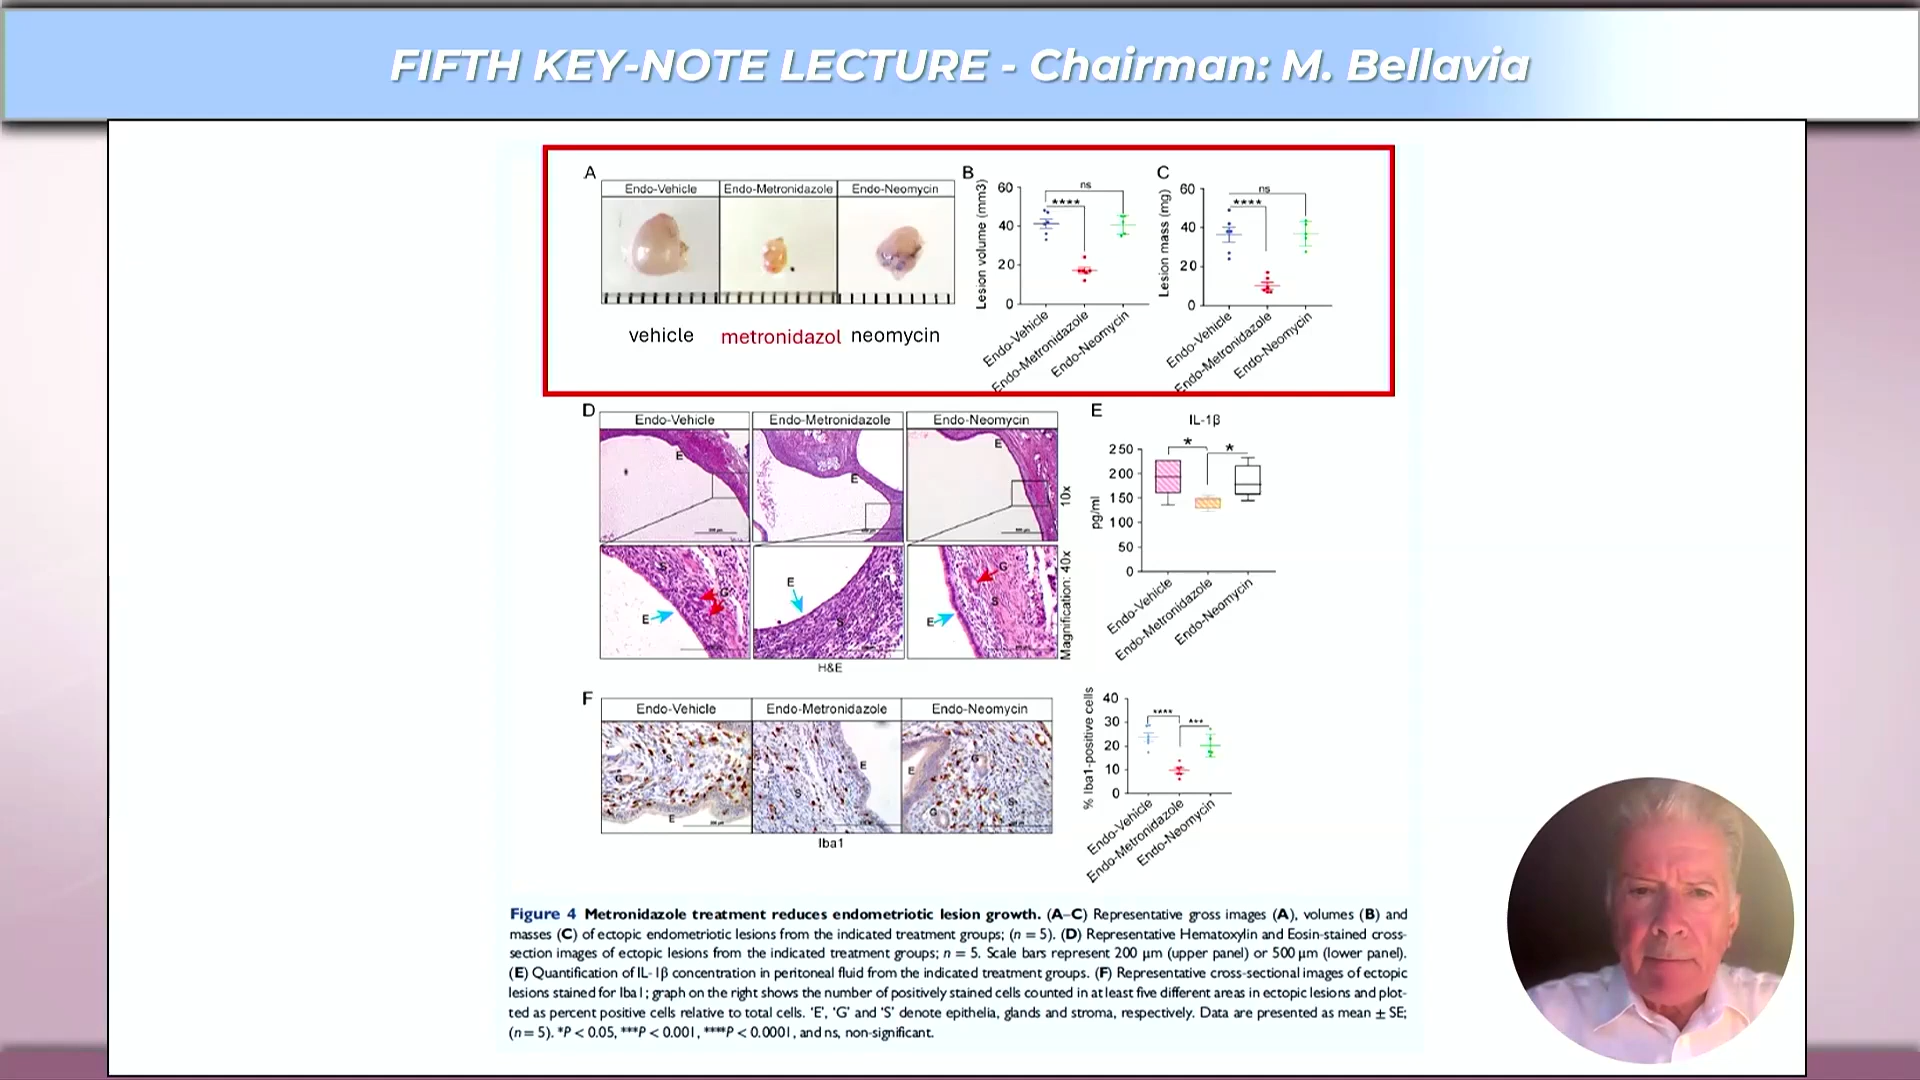 FIFTH KEY-NOTE LECTURE - Chairman: M. Bellavia
A
Endo-Vehicle Endo-Metronidazole Endo-Neomycin
vehicle metronidazol neomycin
B
Lesion volume (mm3)
60
40
20
0
ns
****
Endo-Vehicle
Endo-Metronidazole
Endo-Neomycin
C
Lesion mass (mg)
60
40
20
0
ns
****
Endo-Vehicle
Endo-Metronidazole
Endo-Neomycin
D
Endo-Vehicle Endo-Metronidazole Endo-Neomycin
E E E
10x
S G E
E S
G S E
Magnification: 40x
H&E
E
IL-1β
pg/ml
250
200
150
100
50
0
* *
Endo-Vehicle
Endo-Metronidazole
Endo-Neomycin
F
Endo-Vehicle Endo-Metronidazole Endo-Neomycin
S G E
E S
E G S G
Iba1
% Iba1-positive cells
40
30
20
10
0
**** ***
Endo-Vehicle
Endo-Metronidazole
Endo-Neomycin
Figure 4 Metronidazole treatment reduces endometriotic lesion growth. (A–C) Representative gross images (A), volumes (B) and
masses (C) of ectopic endometriotic lesions from the indicated treatment groups; (n = 5). (D) Representative Hematoxylin and Eosin-stained cross-
section images of ectopic lesions from the indicated treatment groups; n = 5. Scale bars represent 200 μm (upper panel) or 500 μm (lower panel).
(E) Quantification of IL-1β concentration in peritoneal fluid from the indicated treatment groups. (F) Representative cross-sectional images of ectopic
lesions stained for Iba1; graph on the right shows the number of positively stained cells counted in at least five different areas in ectopic lesions and plot-
ted as percent positive cells relative to total cells. 'E', 'G' and 'S' denote epithelia, glands and stroma, respectively. Data are presented as mean ± SE;
(n = 5). *P < 0.05, ***P < 0.001, ****P < 0.0001, and ns, non-significant.